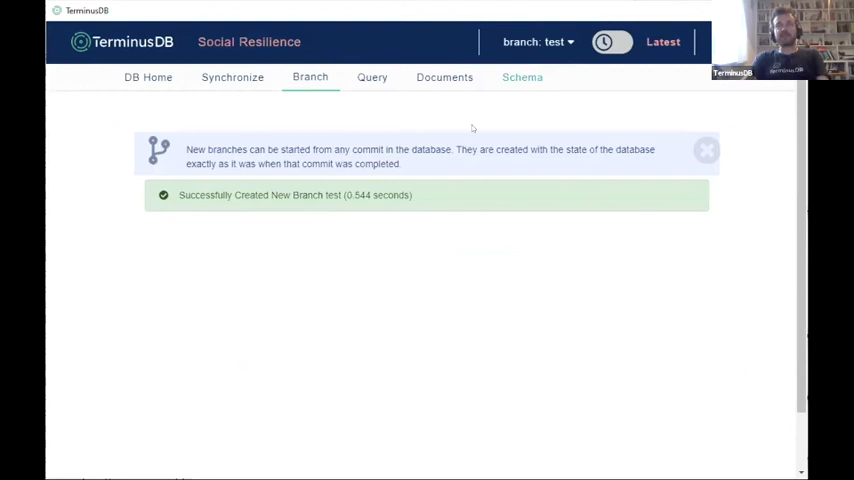 TerminusDB
TerminusDB
Social Resilience
branch: test
Latest
TerminusDB
DB Home
Synchronize
Branch
Query
Documents
Schema
New branches can be started from any commit in the database. They are created with the state of the database
exactly as it was when that commit was completed.
Successfully Created New Branch test (0.544 seconds)